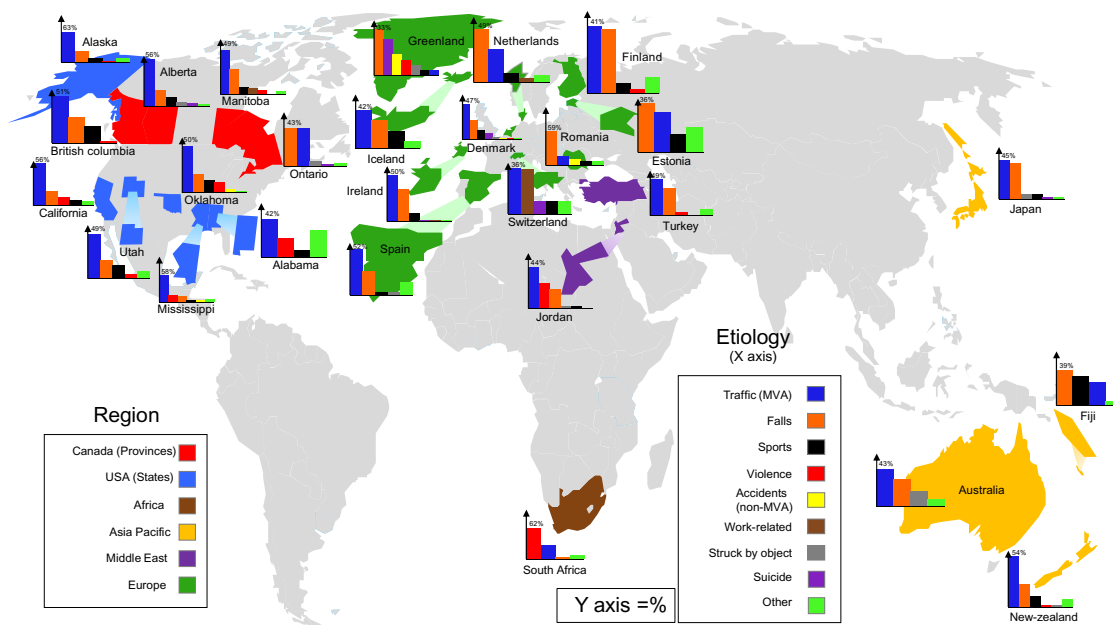 63%
Alaska
56%
Alberta
49%
Manitoba
33%
Greenland
49%
Netherlands
41%
Finland
51%
British columbia
43%
Ontario
42%
Iceland
47%
Denmark
59%
Romania
36%
Estonia
56%
California
50%
Oklahoma
50%
Ireland
36%
Switzerland
49%
Turkey
45%
Japan
49%
Utah
42%
Alabama
52%
Spain
58%
Mississippi
44%
Jordan
Etiology
(X axis)
Traffic (MVA)
Falls
Sports
Violence
Accidents
(non-MVA)
Work-related
Struck by object
Suicide
Other
Region
Canada (Provinces)
USA (States)
Africa
Asia Pacific
Middle East
Europe
39%
Fiji
43%
Australia
62%
South Africa
54%
New-zealand
Y axis =%